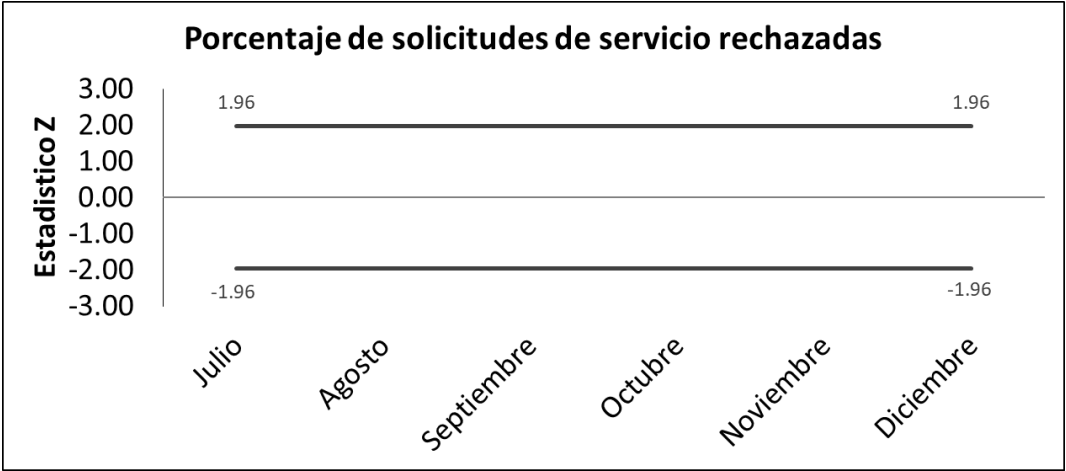 Porcentaje de solicitudes de servicio rechazadas
Estadistico Z
3.00
2.00
1.00
0.00
-1.00
-2.00
-3.00
1.96
1.96
-1.96
-1.96
Julio
Agosto
Septiembre
Octubre
Noviembre
Diciembre